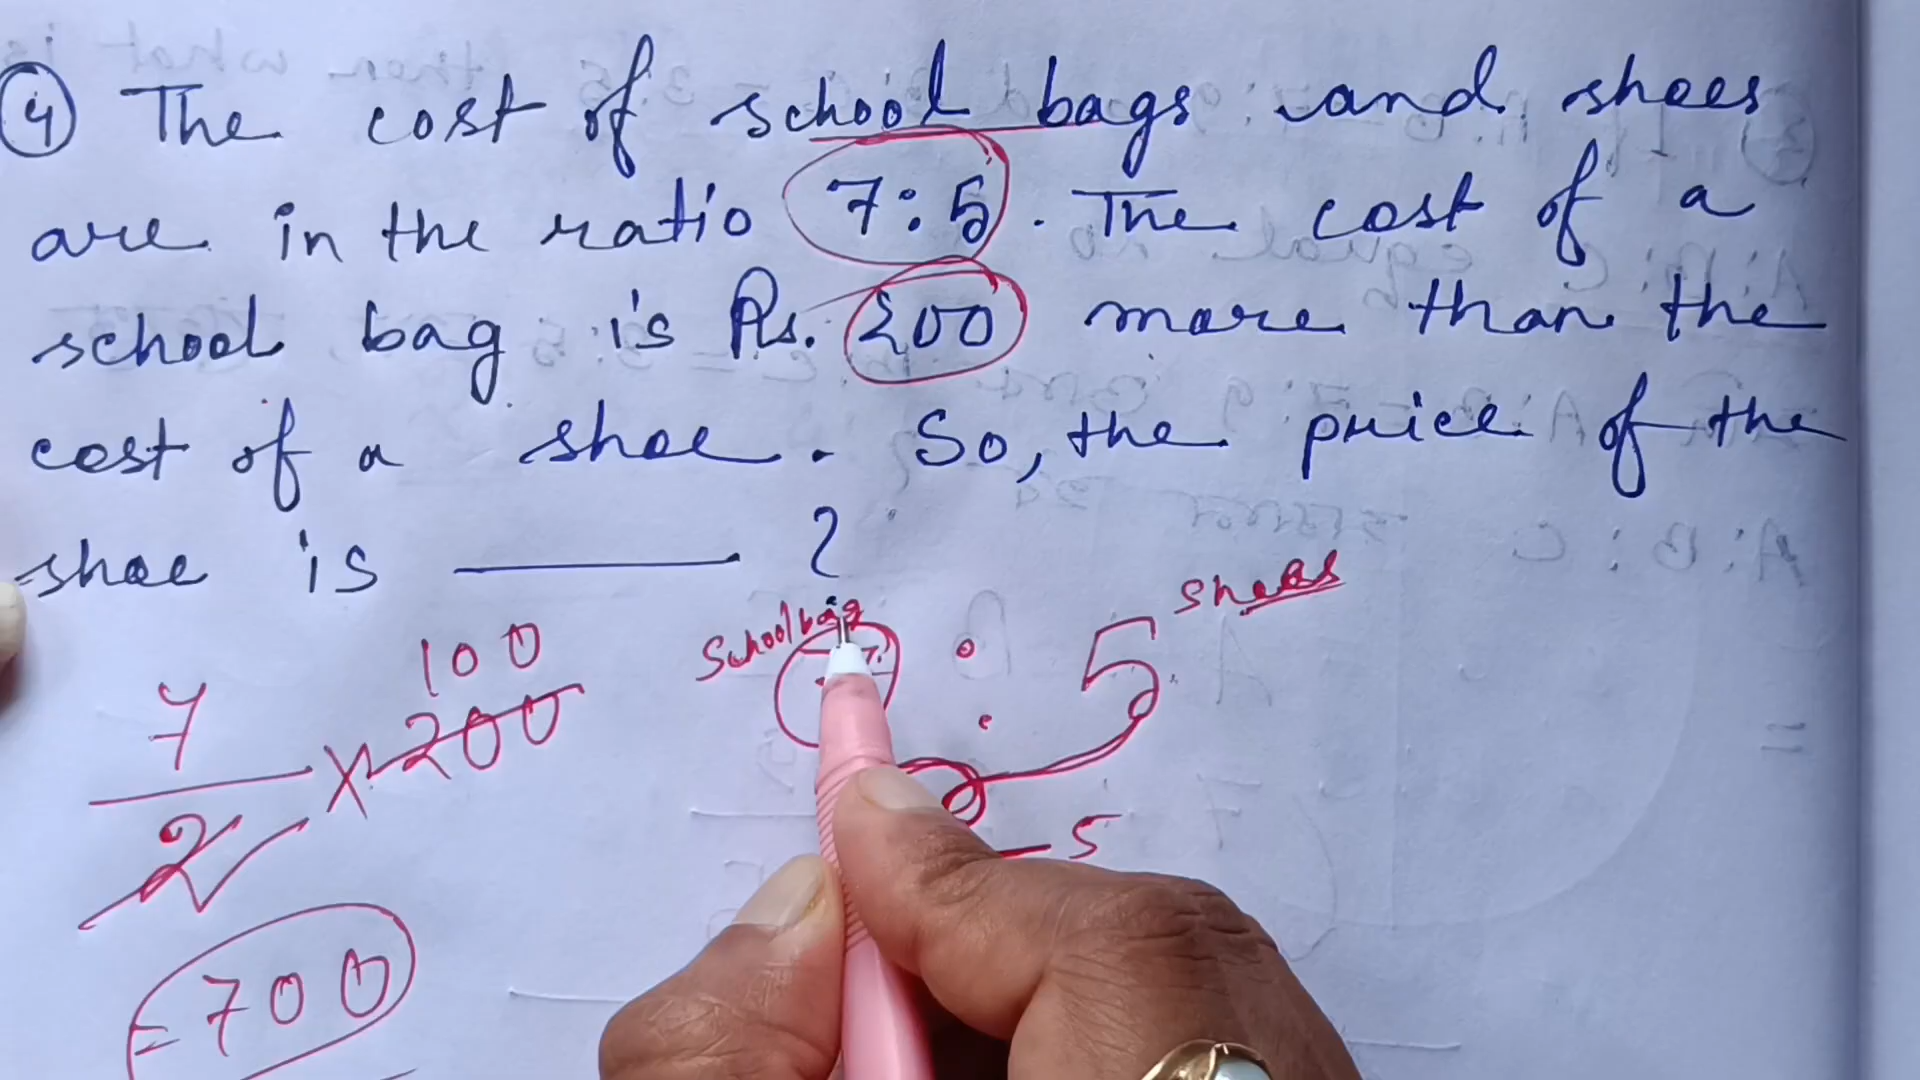 4 The cost of school bags and shoes
are in the ratio 7:5. The cost of a
school bag is Rs. 200 more than the
cost of a shoe. So, the price of the
shoe is ——— ?
School bag : 5 shoes
7/2 × 200 100
— 5
= 700